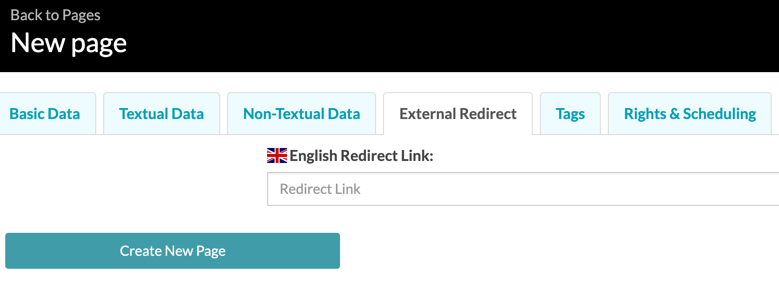 Back to Pages
New page
Basic Data Textual Data Non-Textual Data External Redirect Tags Rights & Scheduling
English Redirect Link:
Redirect Link
Create New Page